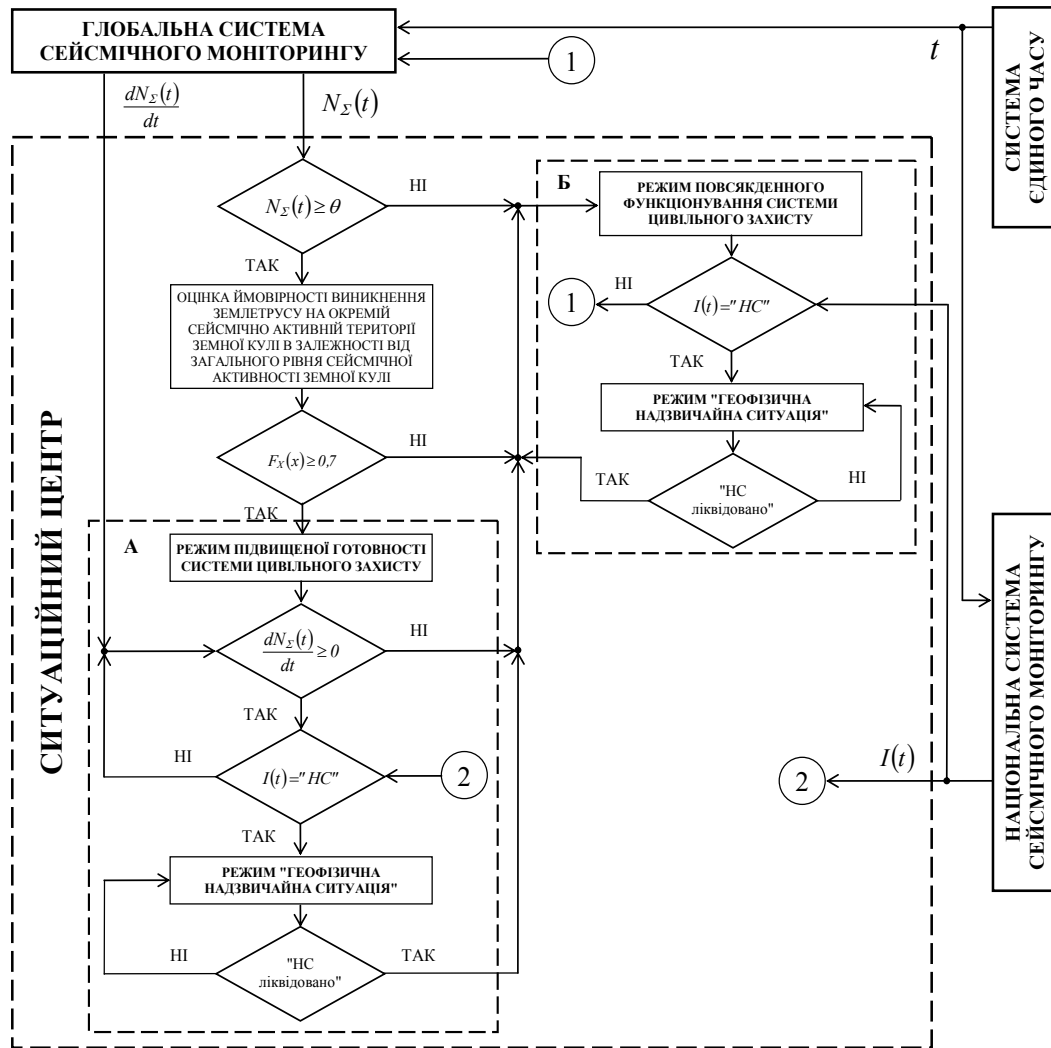 ГЛОБАЛЬНА СИСТЕМА
СЕЙСМІЧНОГО МОНІТОРИНГУ
1
t
СИСТЕМА
ЄДИНОГО ЧАСУ
dN_Σ(t)
dt
N_Σ(t)
СИТУАЦІЙНИЙ ЦЕНТР
N_Σ(t) ≥ θ
НІ
ТАК
ОЦІНКА ЙМОВІРНОСТІ ВИНИКНЕННЯ
ЗЕМЛЕТРУСУ НА ОКРЕМІЙ
СЕЙСМІЧНО АКТИВНІЙ ТЕРИТОРІЇ
ЗЕМНОЇ КУЛІ В ЗАЛЕЖНОСТІ ВІД
ЗАГАЛЬНОГО РІВНЯ СЕЙСМІЧНОЇ
АКТИВНОСТІ ЗЕМНОЇ КУЛІ
F_X(x) ≥ 0,7
НІ
ТАК
А
РЕЖИМ ПІДВИЩЕНОЇ ГОТОВНОСТІ
СИСТЕМИ ЦИВІЛЬНОГО ЗАХИСТУ
dN_Σ(t)
dt
≥ 0
НІ
ТАК
НІ
I(t)="НС"
2
ТАК
РЕЖИМ "ГЕОФІЗИЧНА
НАДЗВИЧАЙНА СИТУАЦІЯ"
НІ
"НС
ліквідовано"
ТАК
Б
РЕЖИМ ПОВСЯКДЕННОГО
ФУНКЦІОНУВАННЯ СИСТЕМИ
ЦИВІЛЬНОГО ЗАХИСТУ
1
НІ
I(t)="НС"
ТАК
РЕЖИМ "ГЕОФІЗИЧНА
НАДЗВИЧАЙНА СИТУАЦІЯ"
ТАК
"НС
ліквідовано"
НІ
2
I(t)
НАЦІОНАЛЬНА СИСТЕМА
СЕЙСМІЧНОГО МОНІТОРИНГУ